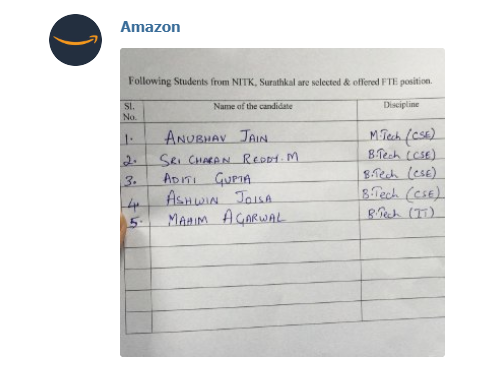 Amazon
Following Students from NITK, Surathkal are selected & offered FTE position.
Sl. No. Name of the candidate Discipline
1. ANUBHAV JAIN M.Tech (CSE)
2. SRI CHARAN REDDY.M B.Tech (CSE)
3. ADITI GUPTA B.Tech (CSE)
4. ASHWIN JOISA B.Tech (CSE)
5. MAHIM AGARWAL B.Tech (IT)